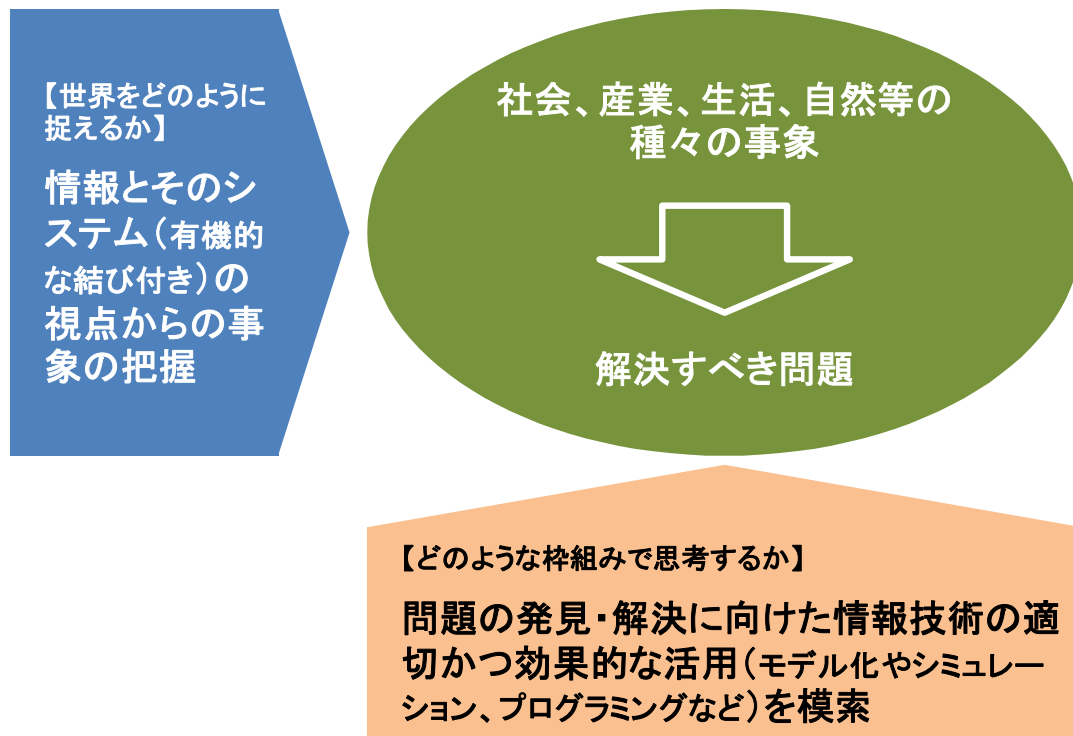 【世界をどのように
捉えるか】
情報とそのシ
ステム（有機的
な結び付き）の
視点からの事
象の把握
社会、産業、生活、自然等の
種々の事象
解決すべき問題
【どのような枠組みで思考するか】
問題の発見・解決に向けた情報技術の適
切かつ効果的な活用（モデル化やシミュレー
ション、プログラミングなど）を模索